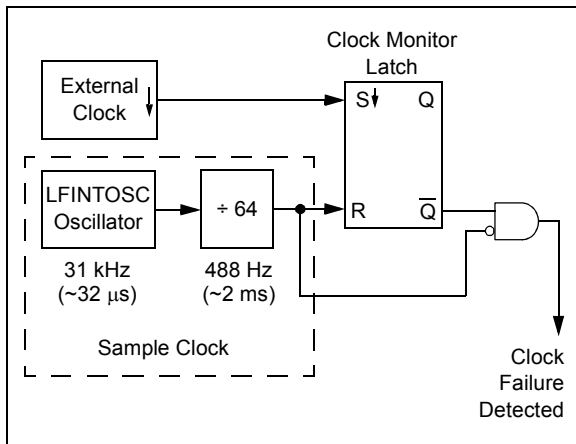 Clock Monitor
Latch
External
Clock
S
Q
LFINTOSC
Oscillator
÷ 64
R
Q̅
31 kHz
(~32 μs)
488 Hz
(~2 ms)
Sample Clock
Clock
Failure
Detected